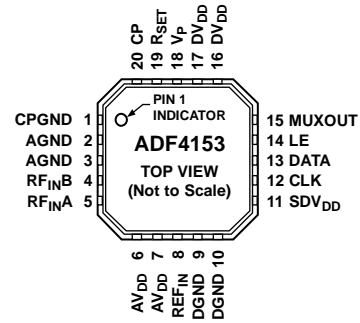 20 CP
19 RSET
18 VP
17 DVDD
16 DVDD
PIN 1
INDICATOR
CPGND 1
AGND 2
AGND 3
RFINB 4
RFINA 5
ADF4153
TOP VIEW
(Not to Scale)
15 MUXOUT
14 LE
13 DATA
12 CLK
11 SDVDD
AVDD 6
AVDD 7
REFIN 8
DGND 9
DGND 10